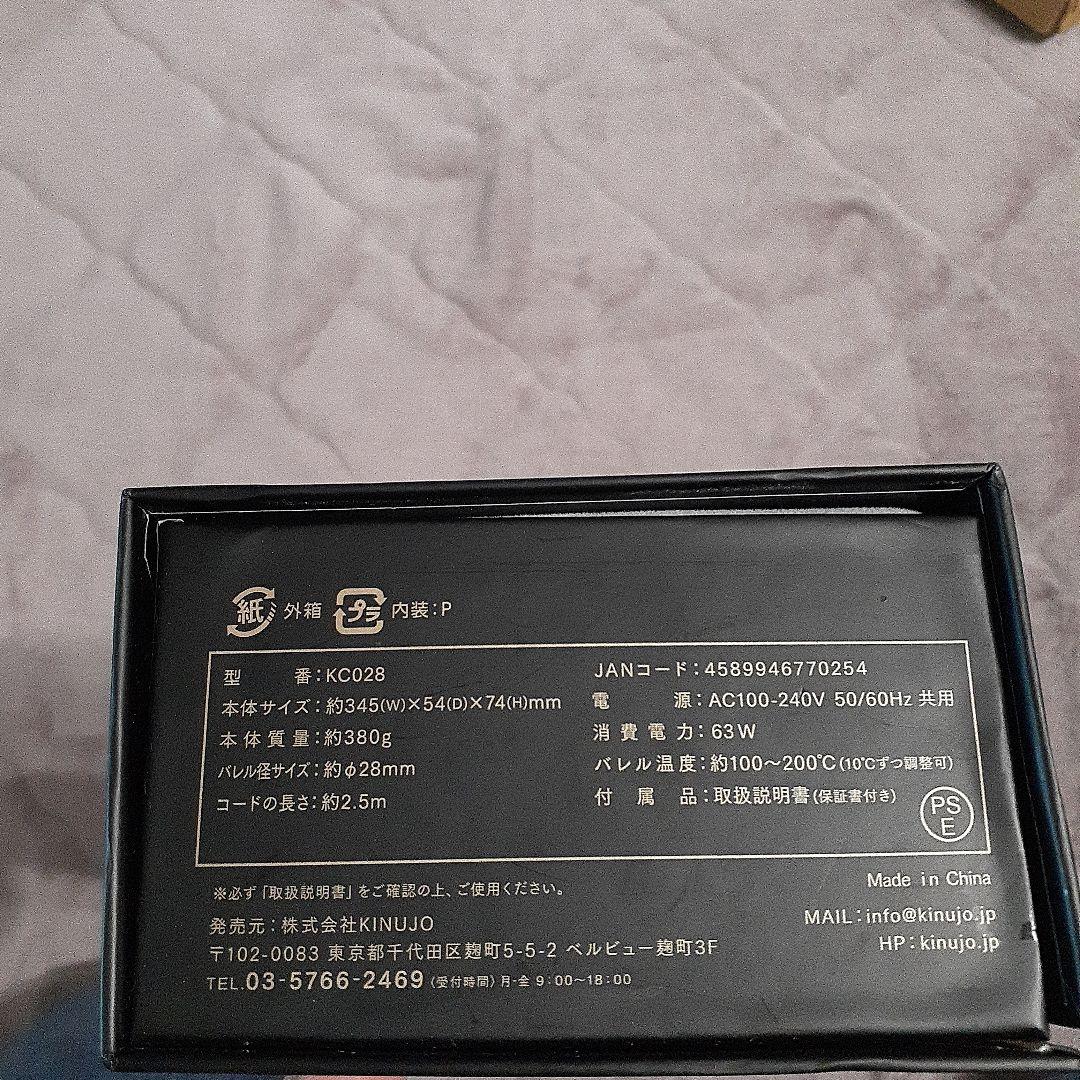 紙 外箱 プラ 内装:P
型 番:KC028
本体サイズ:約345(W)×54(D)×74(H)mm
本体質量:約380g
バレル径サイズ:約φ28mm
コードの長さ:約2.5m
JANコード:4589946770254
電 源:AC100-240V 50/60Hz 共用
消費電力:63W
バレル温度:約100〜200℃(10℃ずつ調整可)
付 属 品:取扱説明書(保証書付き)
PS
E
※必ず「取扱説明書」をご確認の上、ご使用ください。
Made in China
発売元:株式会社KINUJO
〒102-0083 東京都千代田区麹町5-5-2 ベルビュー麹町3F
TEL.03-5766-2469(受付時間)月-金 9:00〜18:00
MAIL:info@kinujo.jp
HP:kinujo.jp